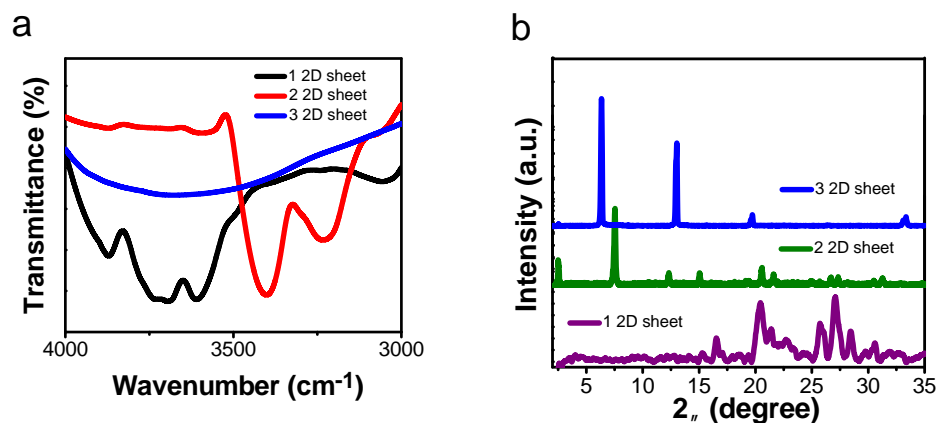 a
Transmittance (%)
1 2D sheet
2 2D sheet
3 2D sheet
4000 3500 3000
Wavenumber (cm⁻¹)
b
Intensity (a.u.)
3 2D sheet
2 2D sheet
1 2D sheet
5 10 15 20 25 30 35
2〃 (degree)